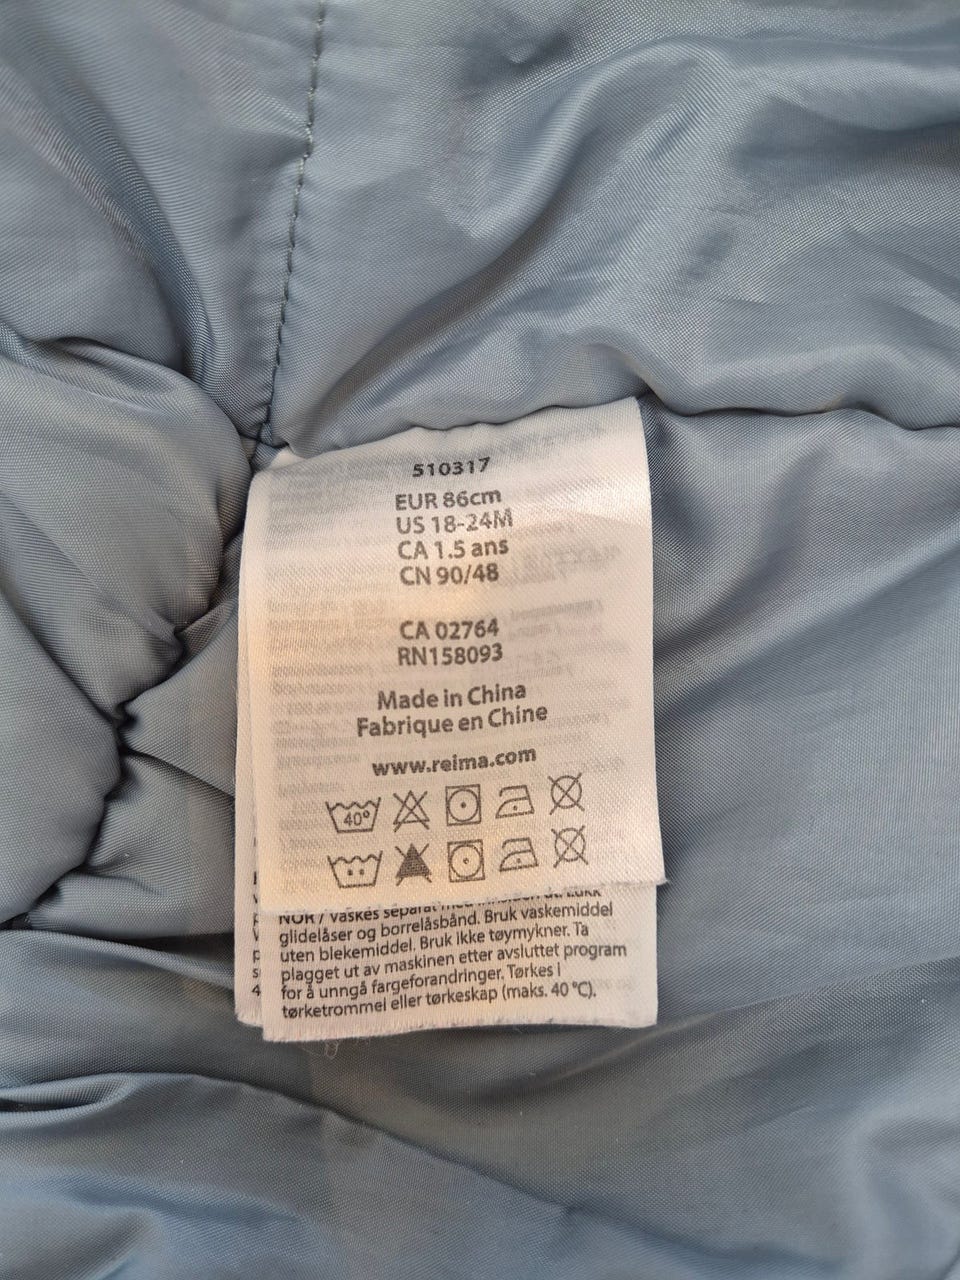 510317
EUR 86cm
US 18-24M
CA 1.5 ans
CN 90/48
CA 02764
RN158093
Made in China
Fabrique en Chine
www.reima.com
40°
NOR / Vaskes separat med
glidelåser og borrelåsbånd. Bruk vaskemiddel
uten blekemiddel. Bruk ikke tøymykner. Ta
plagget ut av maskinen etter avsluttet program
for å unngå fargeforandringer. Tørkes i
tørketrommel eller tørkeskap (maks. 40 °C).